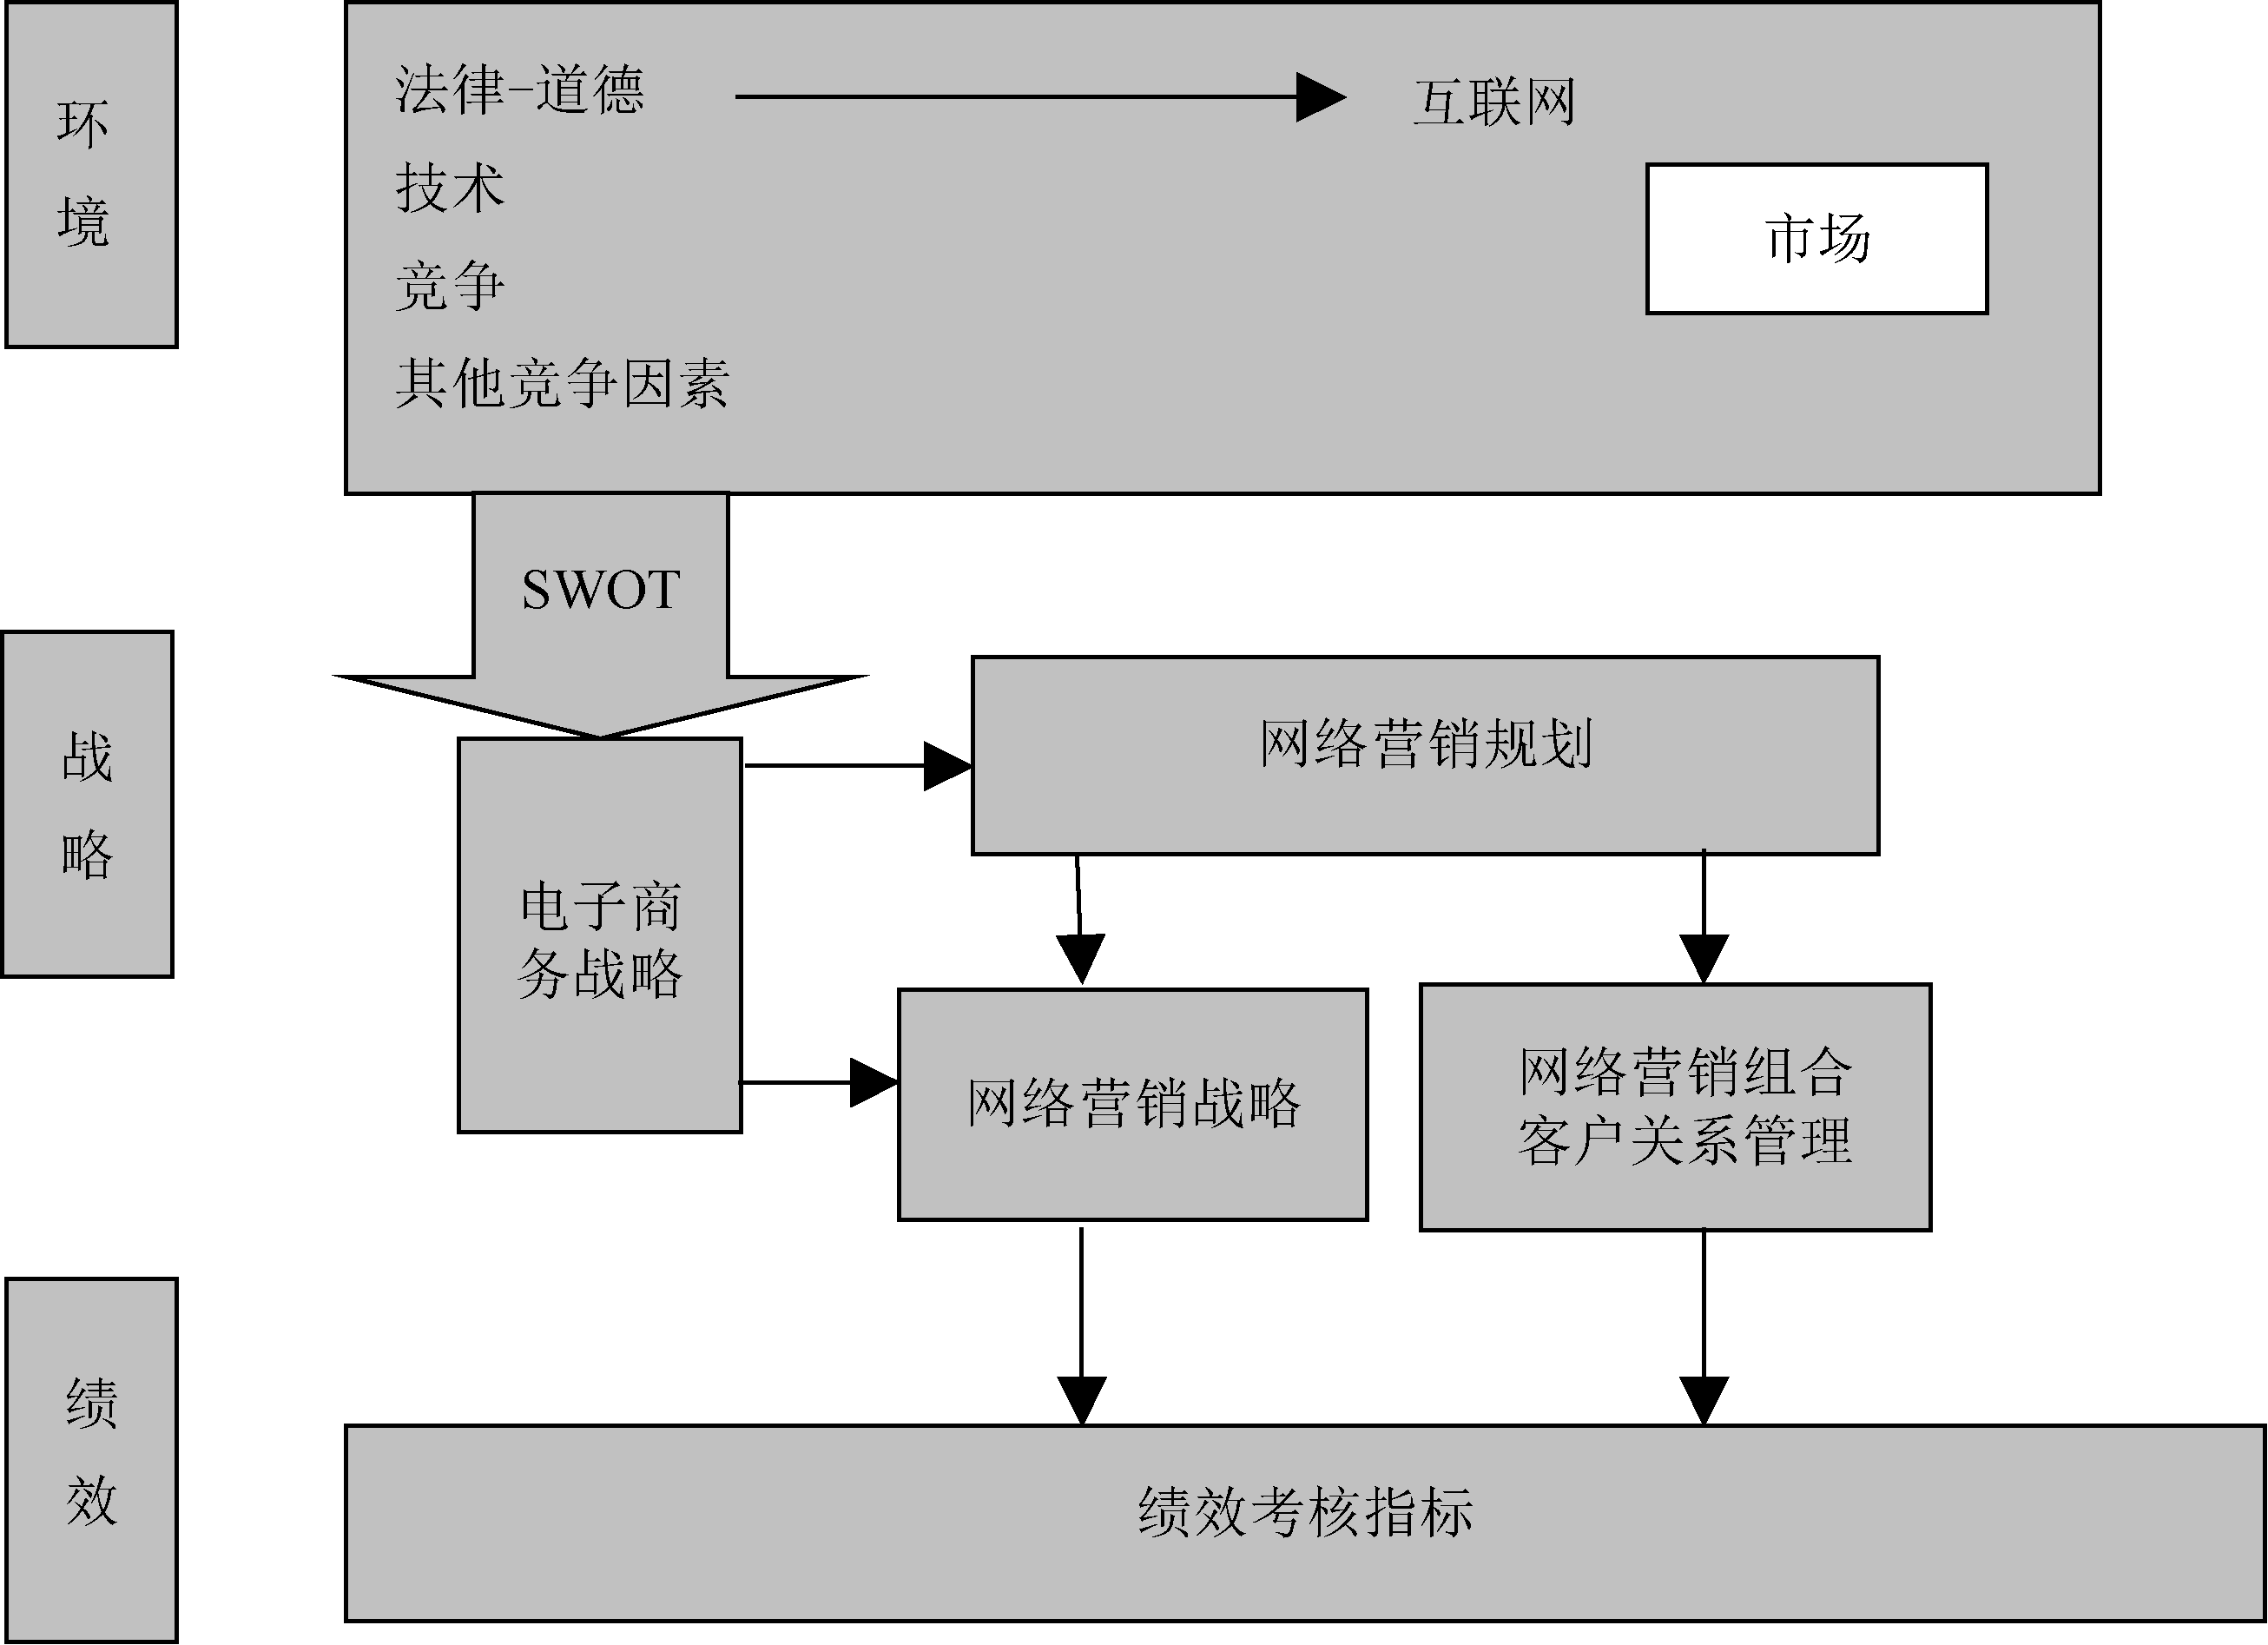 环
境
法律–道德
互联网
技术
市场
竞争
其他竞争因素
SWOT
战
略
网络营销规划
电子商
务战略
网络营销战略
网络营销组合
客户关系管理
绩
效
绩效考核指标